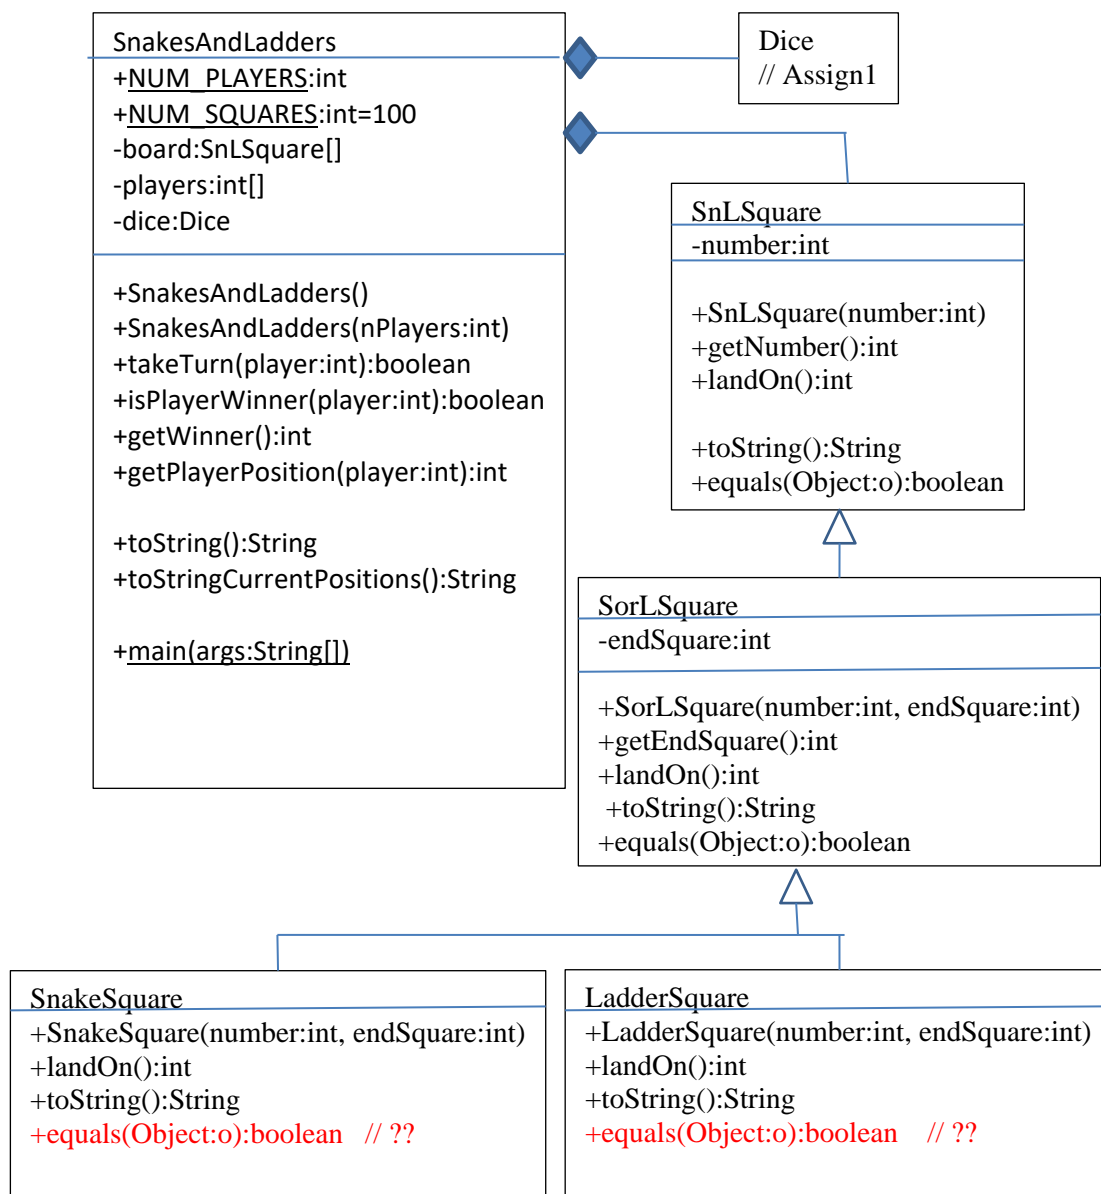 SnakesAndLadders
+NUM_PLAYERS:int
+NUM_SQUARES:int=100
-board:SnLSquare[]
-players:int[]
-dice:Dice
+SnakesAndLadders()
+SnakesAndLadders(nPlayers:int)
+takeTurn(player:int):boolean
+isPlayerWinner(player:int):boolean
+getWinner():int
+getPlayerPosition(player:int):int
+toString():String
+toStringCurrentPositions():String
+main(args:String[])
Dice
// Assign1
SnLSquare
-number:int
+SnLSquare(number:int)
+getNumber():int
+landOn():int
+toString():String
+equals(Object:o):boolean
SorLSquare
-endSquare:int
+SorLSquare(number:int, endSquare:int)
+getEndSquare():int
+landOn():int
+toString():String
+equals(Object:o):boolean
SnakeSquare
+SnakeSquare(number:int, endSquare:int)
+landOn():int
+toString():String
+equals(Object:o):boolean // ??
LadderSquare
+LadderSquare(number:int, endSquare:int)
+landOn():int
+toString():String
+equals(Object:o):boolean // ??